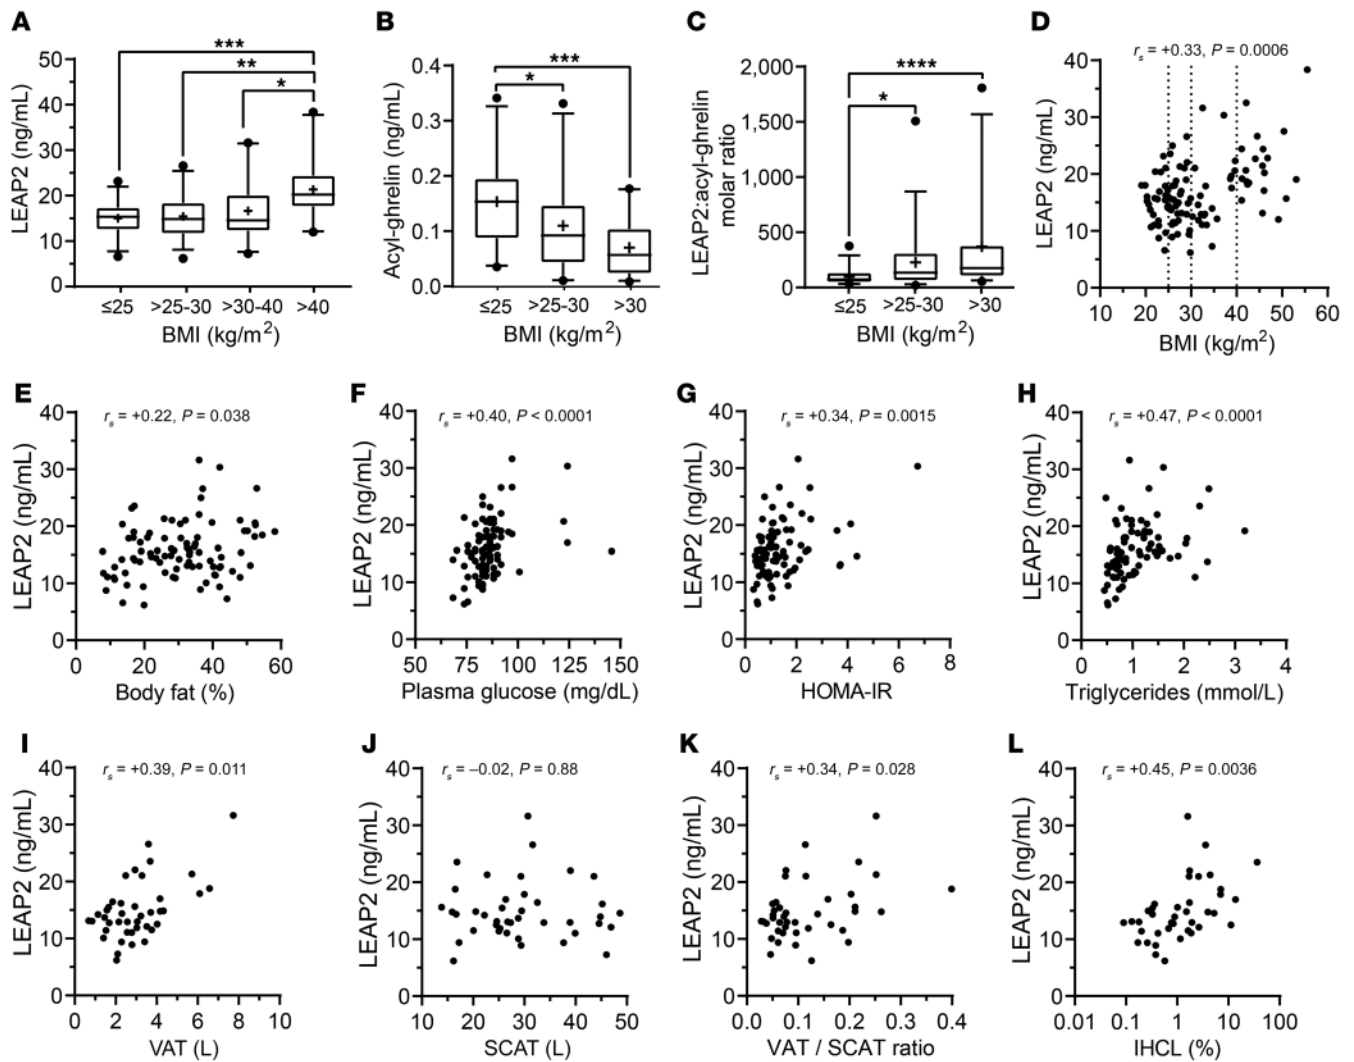 A
LEAP2 (ng/mL)
50
40
30
20
10
0
***
**
*
≤25 >25-30 >30-40 >40
BMI (kg/m²)
B
Acyl-ghrelin (ng/mL)
0.4
0.3
0.2
0.1
0.0
***
*
≤25 >25-30 >30
BMI (kg/m²)
C
LEAP2:acyl-ghrelin
molar ratio
2,000
1,500
1,000
500
0
****
*
≤25 >25-30 >30
BMI (kg/m²)
D
rs = +0.33, P = 0.0006
LEAP2 (ng/mL)
40
30
20
10
0
10 20 30 40 50 60
BMI (kg/m²)
E
rs = +0.22, P = 0.038
LEAP2 (ng/mL)
40
30
20
10
0
0 20 40 60
Body fat (%)
F
rs = +0.40, P < 0.0001
LEAP2 (ng/mL)
40
30
20
10
0
50 75 100 125 150
Plasma glucose (mg/dL)
G
rs = +0.34, P = 0.0015
LEAP2 (ng/mL)
40
30
20
10
0
0 2 4 6 8
HOMA-IR
H
rs = +0.47, P < 0.0001
LEAP2 (ng/mL)
40
30
20
10
0
0 1 2 3 4
Triglycerides (mmol/L)
I
rs = +0.39, P = 0.011
LEAP2 (ng/mL)
40
30
20
10
0
0 2 4 6 8 10
VAT (L)
J
rs = –0.02, P = 0.88
LEAP2 (ng/mL)
40
30
20
10
0
10 20 30 40 50
SCAT (L)
K
rs = +0.34, P = 0.028
LEAP2 (ng/mL)
40
30
20
10
0
0.0 0.1 0.2 0.3 0.4
VAT / SCAT ratio
L
rs = +0.45, P = 0.0036
LEAP2 (ng/mL)
40
30
20
10
0
0.01 0.1 1 10 100
IHCL (%)